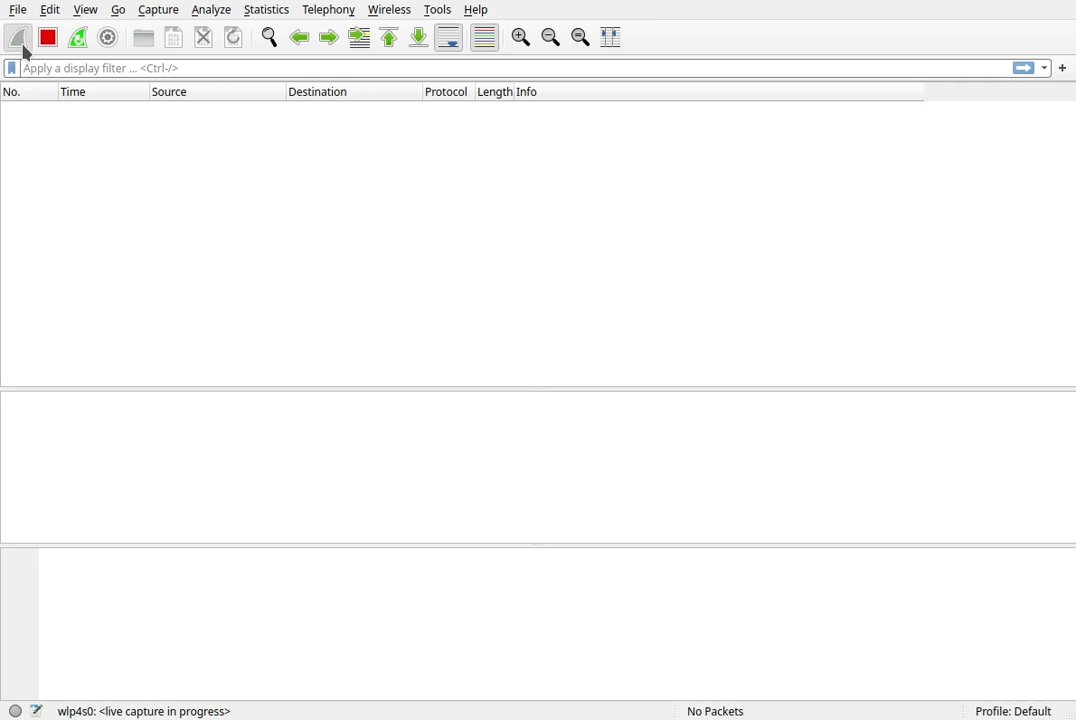 File Edit View Go Capture Analyze Statistics Telephony Wireless Tools Help
Apply a display filter ... <Ctrl-/>
No. Time Source Destination Protocol Length Info
wlp4s0: <live capture in progress> No Packets Profile: Default